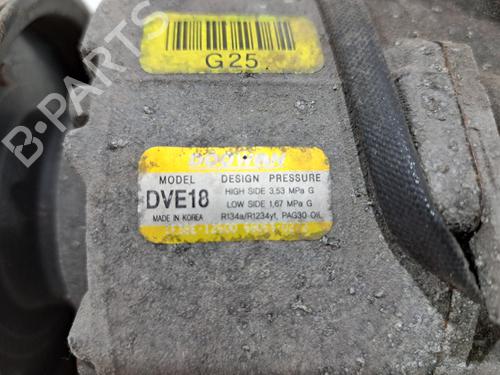 B-PARTS
G25
DOOWON
MODEL DESIGN PRESSURE
DVE18
HIGH SIDE 3,53 MPa G
LOW SIDE 1,67 MPa G
MADE IN KOREA
R134a/R1234yf, PAG30 OIL